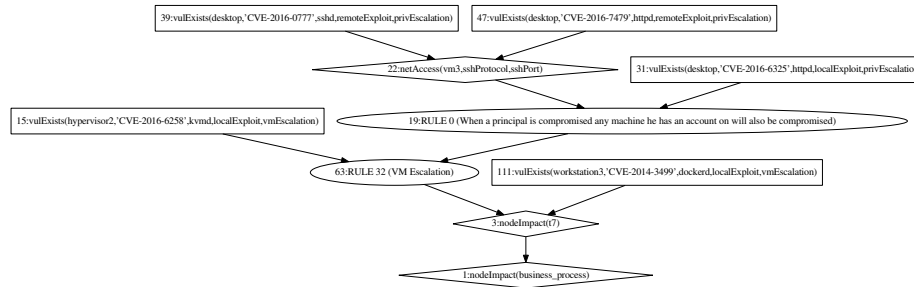 39:vulExists(desktop,'CVE-2016-0777',sshd,remoteExploit,privEscalation)
47:vulExists(desktop,'CVE-2016-7479',httpd,remoteExploit,privEscalation)
22:netAccess(vm3,sshProtocol,sshPort)
31:vulExists(desktop,'CVE-2016-6325',httpd,localExploit,privEscalation
15:vulExists(hypervisor2,'CVE-2016-6258',kvmd,localExploit,vmEscalation)
19:RULE 0 (When a principal is compromised any machine he has an account on will also be compromised)
63:RULE 32 (VM Escalation)
111:vulExists(workstation3,'CVE-2014-3499',dockerd,localExploit,vmEscalation)
3:nodeImpact(t7)
1:nodeImpact(business_process)